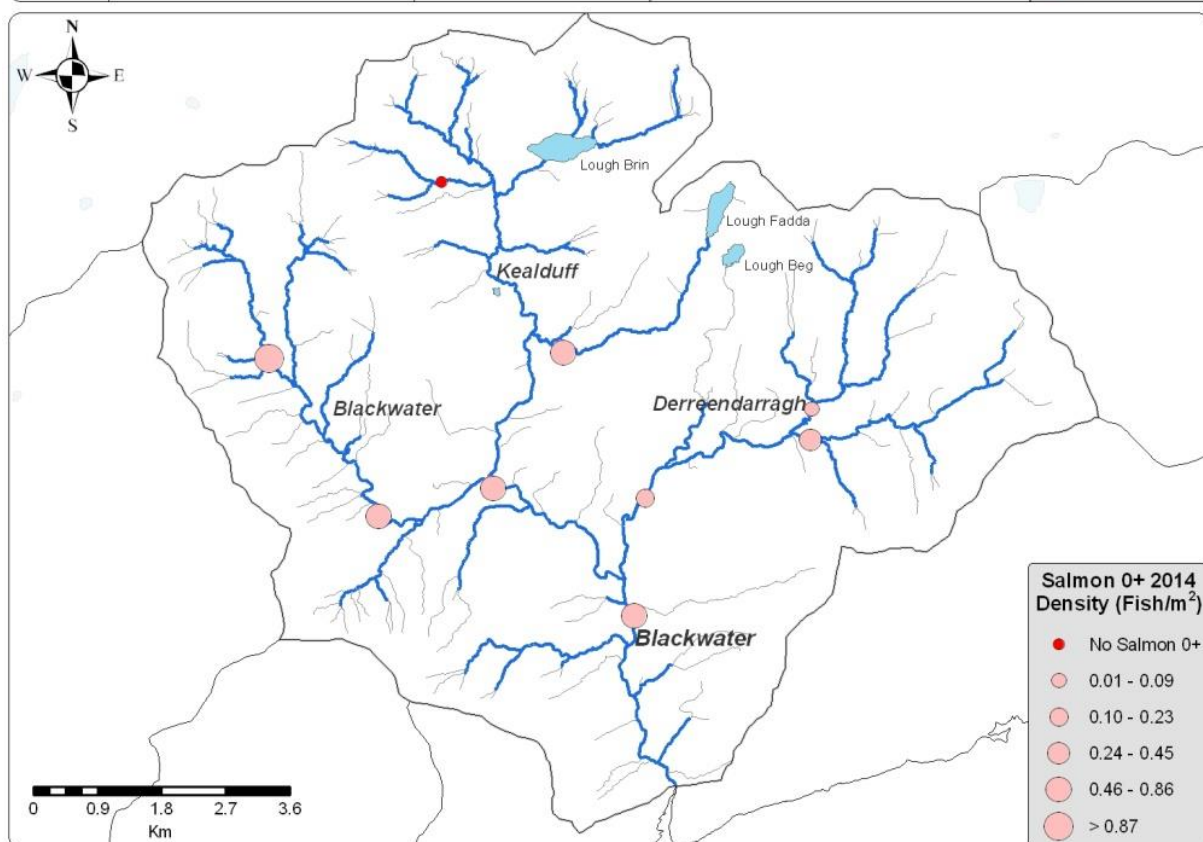 N
W E
S
Lough Brin
Lough Fadda
Lough Beg
Kealduff
Blackwater
Derreendarragh
Blackwater
Salmon 0+ 2014
Density (Fish/m²)
No Salmon 0+
0.01 - 0.09
0.10 - 0.23
0.24 - 0.45
0.46 - 0.86
> 0.87
0 0.9 1.8 2.7 3.6
Km